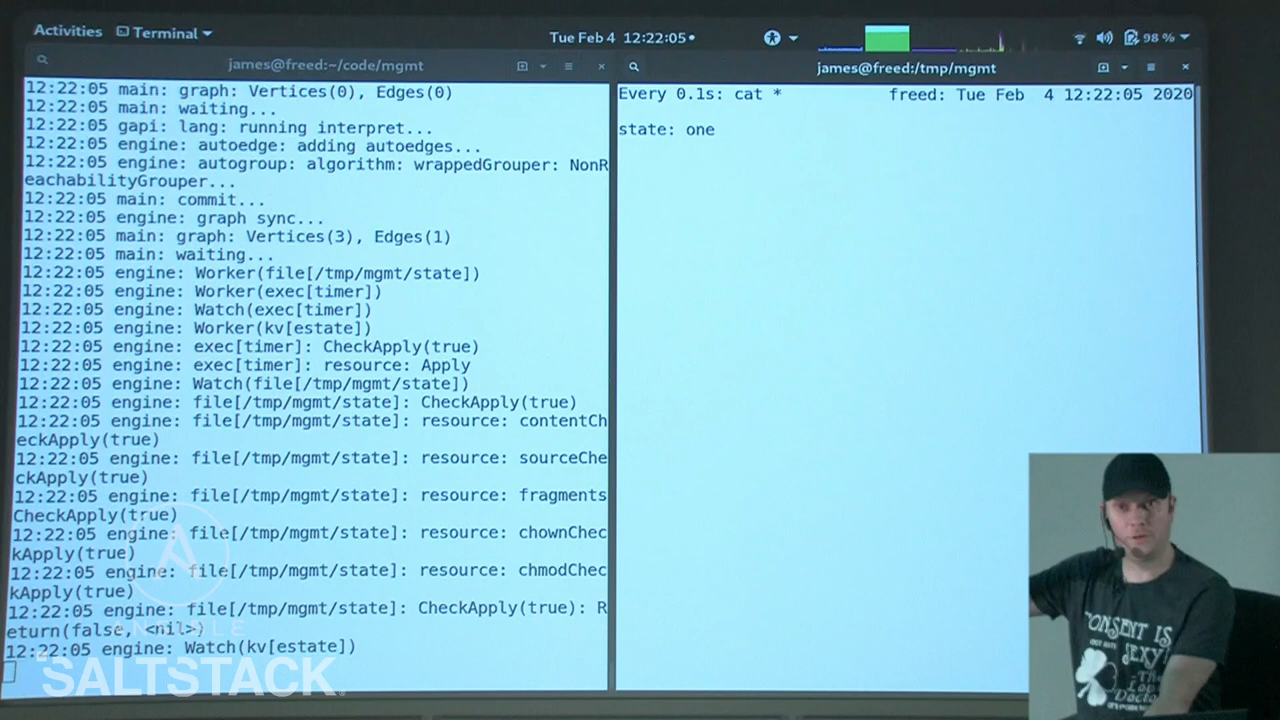 Activities Terminal Tue Feb 4 12:22:05 98 %
james@freed:~/code/mgmt
james@freed:/tmp/mgmt
12:22:05 main: graph: Vertices(0), Edges(0)
12:22:05 main: waiting...
12:22:05 gapi: lang: running interpret...
12:22:05 engine: autoedge: adding autoedges...
12:22:05 engine: autogroup: algorithm: wrappedGrouper: NonR
eachabilityGrouper...
12:22:05 main: commit...
12:22:05 engine: graph sync...
12:22:05 main: graph: Vertices(3), Edges(1)
12:22:05 main: waiting...
12:22:05 engine: Worker(file[/tmp/mgmt/state])
12:22:05 engine: Worker(exec[timer])
12:22:05 engine: Watch(exec[timer])
12:22:05 engine: Worker(kv[estate])
12:22:05 engine: exec[timer]: CheckApply(true)
12:22:05 engine: exec[timer]: resource: Apply
12:22:05 engine: Watch(file[/tmp/mgmt/state])
12:22:05 engine: file[/tmp/mgmt/state]: CheckApply(true)
12:22:05 engine: file[/tmp/mgmt/state]: resource: contentCh
eckApply(true)
12:22:05 engine: file[/tmp/mgmt/state]: resource: sourceChe
ckApply(true)
12:22:05 engine: file[/tmp/mgmt/state]: resource: fragments
CheckApply(true)
12:22:05 engine: file[/tmp/mgmt/state]: resource: chownChec
kApply(true)
12:22:05 engine: file[/tmp/mgmt/state]: resource: chmodChec
kApply(true)
12:22:05 engine: file[/tmp/mgmt/state]: CheckApply(true): R
eturn(false, <nil>)
12:22:05 engine: Watch(kv[estate])
Every 0.1s: cat * freed: Tue Feb 4 12:22:05 2020
state: one
ANSIBLE
SALTSTACK
CONSENT IS
SEXY!